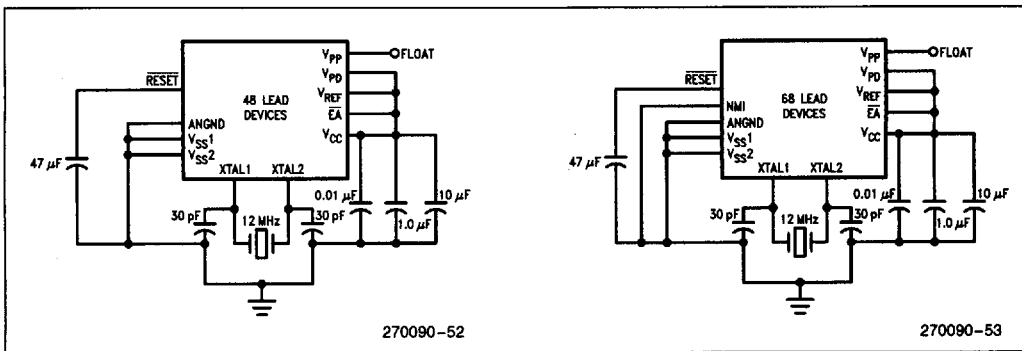 V_PP FLOAT
V_PD
RESET
V_REF
48 LEAD
DEVICES
EA
ANGND
V_CC
V_SS1
V_SS2
47 μF
XTAL1 XTAL2
0.01 μF 10 μF
30 pF 30 pF
12 MHz 1.0 μF
270090-52
V_PP FLOAT
V_PD
RESET
V_REF
68 LEAD
DEVICES
NMI
EA
ANGND
V_CC
V_SS1
V_SS2
47 μF
XTAL1 XTAL2
0.01 μF 10 μF
30 pF 30 pF
12 MHz 1.0 μF
270090-53